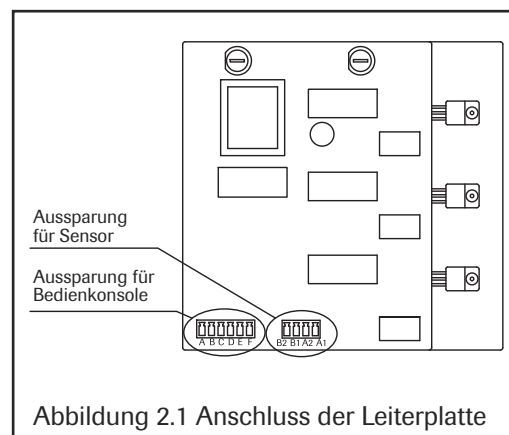 Aussparung
für Sensor
Aussparung für
Bedienkonsole
A B C D E F
B2 B1 A2 A1
Abbildung 2.1 Anschluss der Leiterplatte